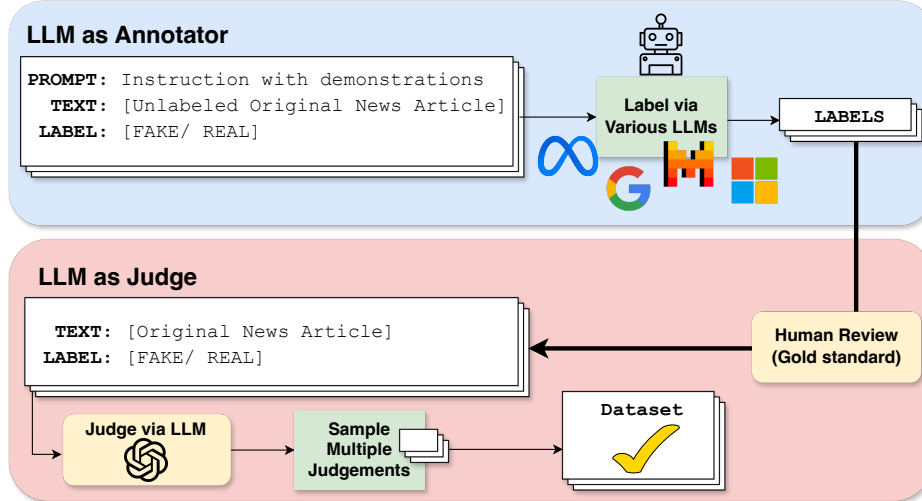 LLM as Annotator
PROMPT: Instruction with demonstrations
TEXT: [Unlabeled Original News Article]
LABEL: [FAKE/ REAL]
Label via
Various LLMs
LABELS
LLM as Judge
TEXT: [Original News Article]
LABEL: [FAKE/ REAL]
Human Review
(Gold standard)
Judge via LLM
Sample
Multiple
Judgements
Dataset